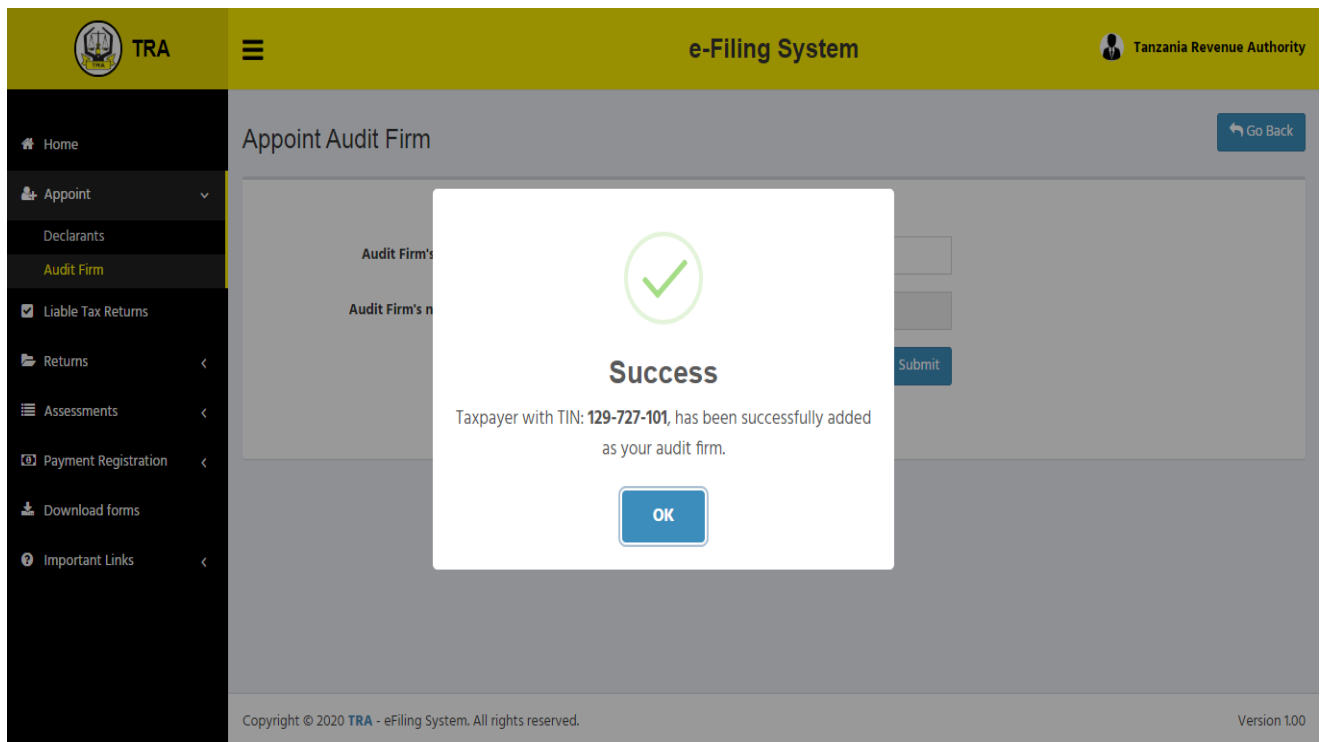 TRA
e-Filing System
Tanzania Revenue Authority
Home
Appoint
Declarants
Audit Firm
Liable Tax Returns
Returns
Assessments
Payment Registration
Download forms
Important Links
Appoint Audit Firm
Go Back
Audit Firm's
Audit Firm's n
Submit
Success
Taxpayer with TIN: 129-727-101, has been successfully added
as your audit firm.
OK
Copyright © 2020 TRA - eFiling System. All rights reserved.
Version 1.00